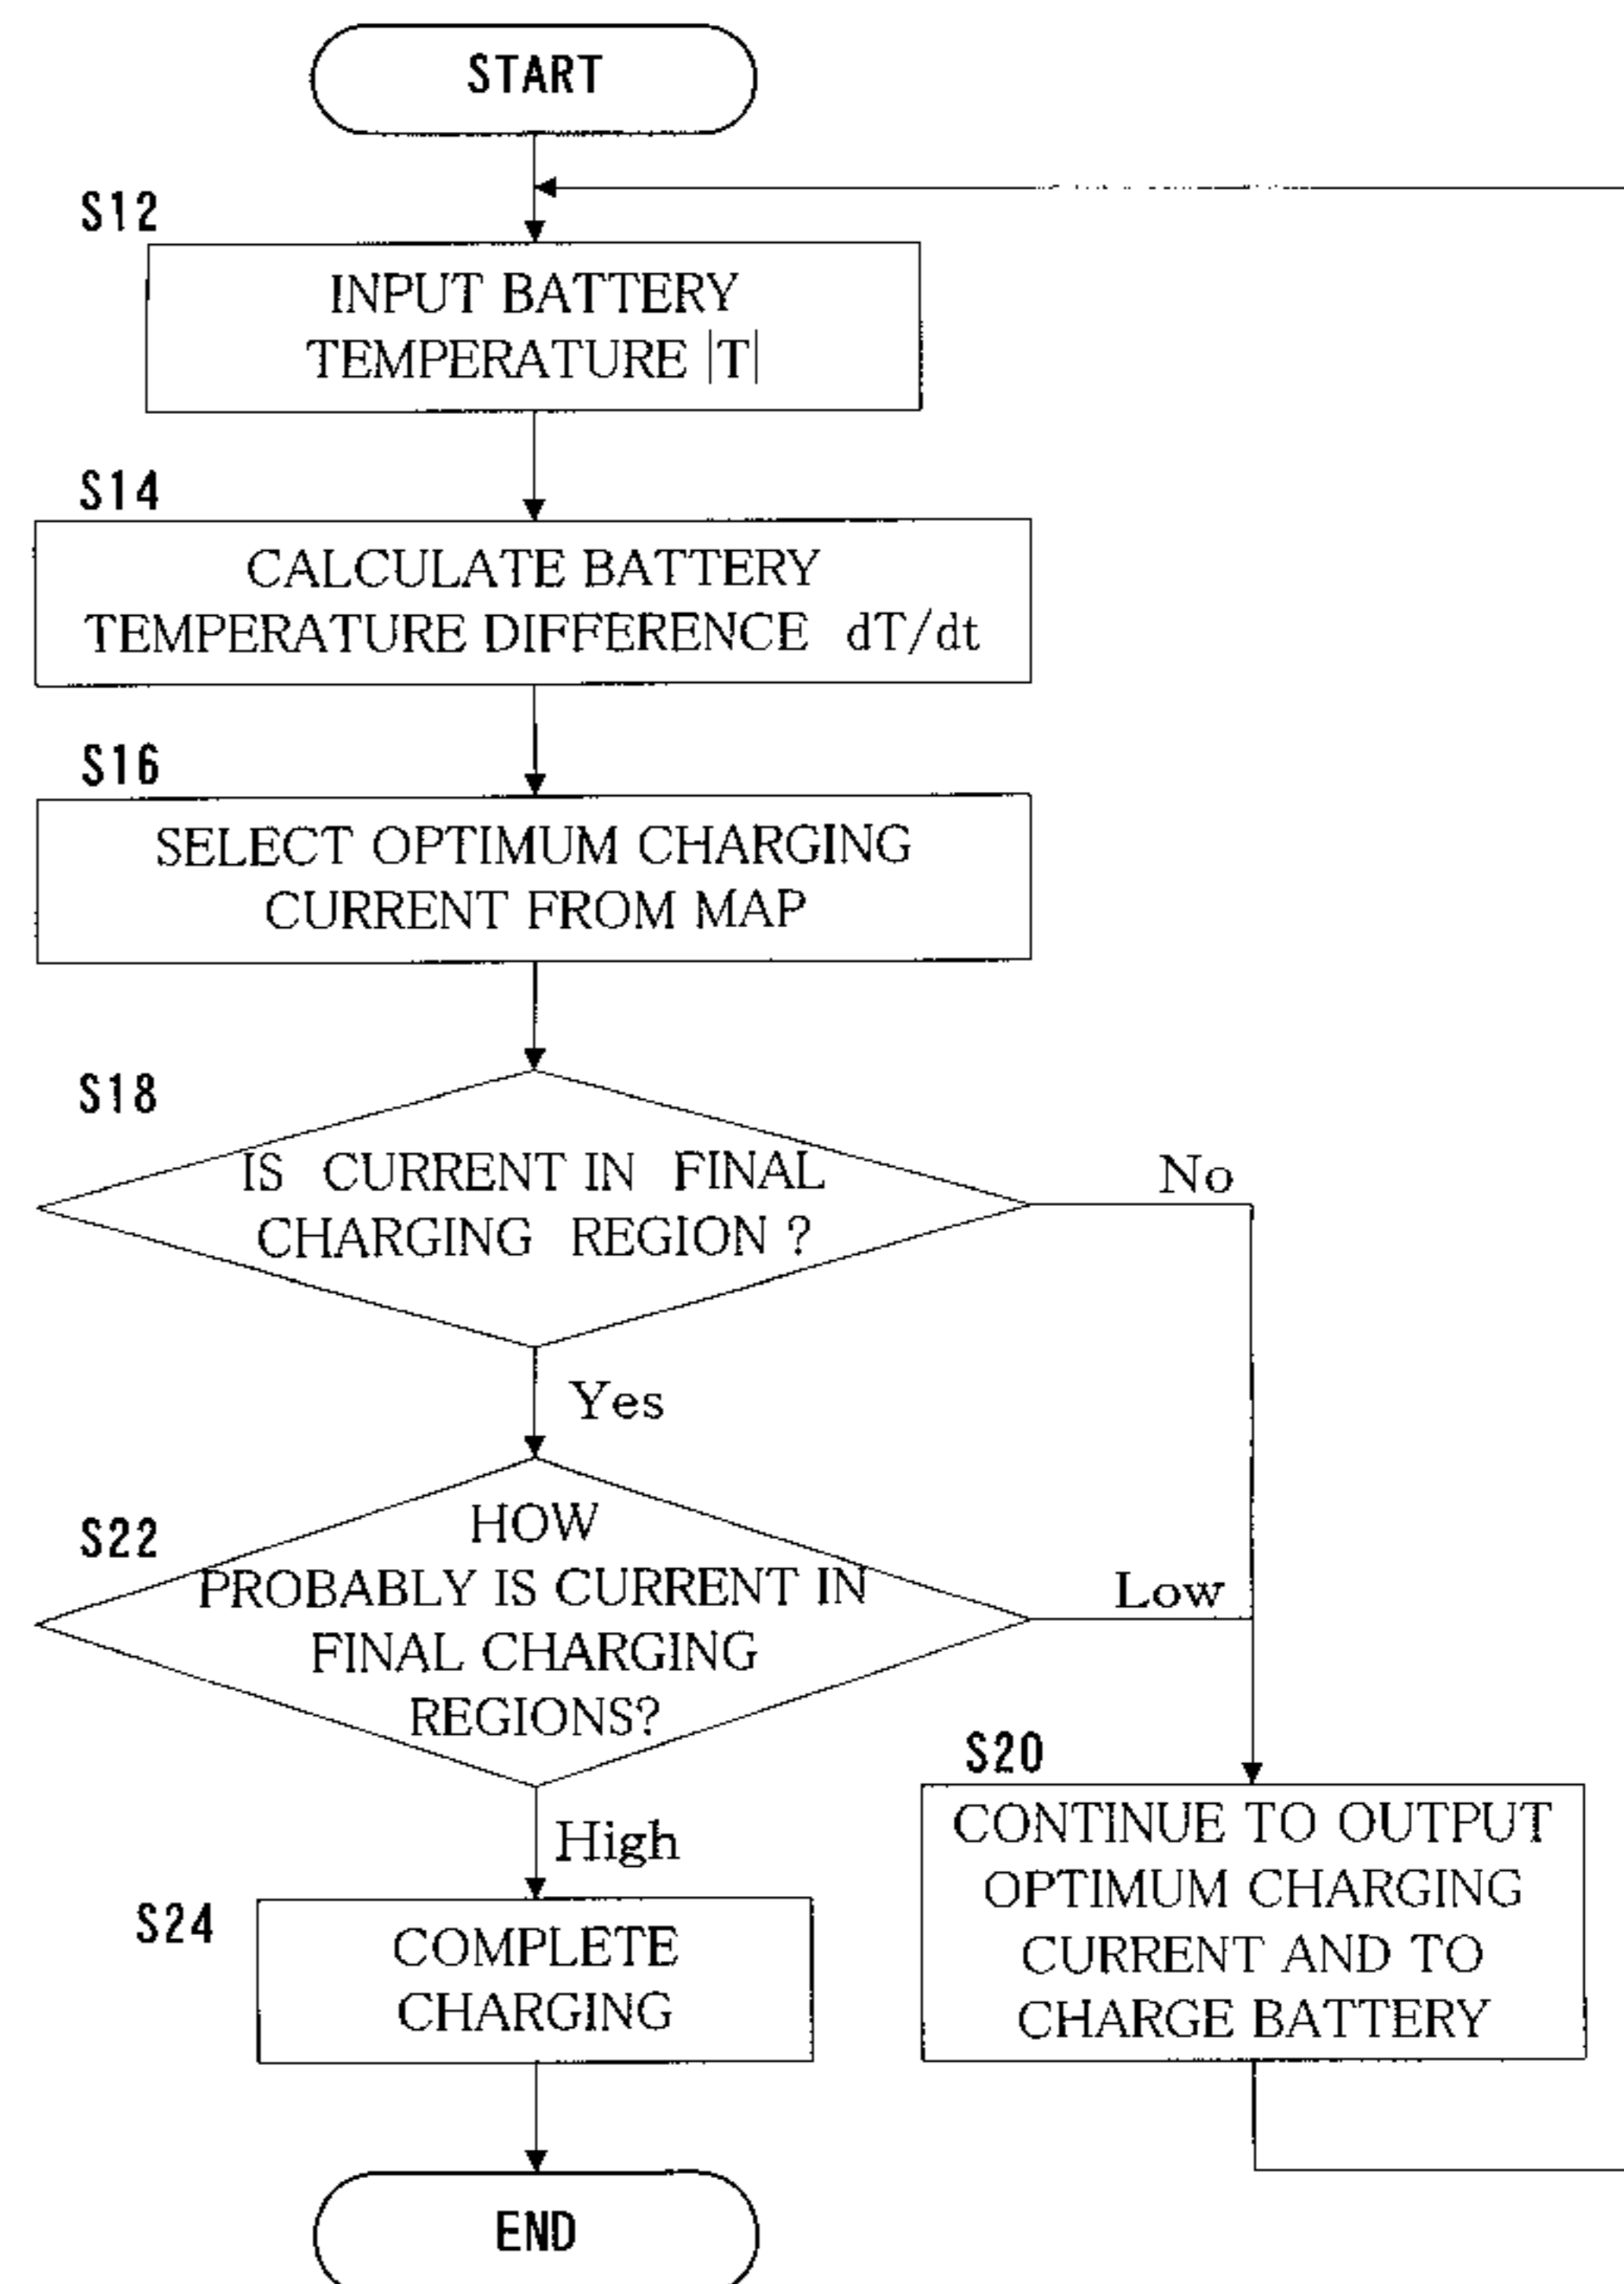 START
S12
INPUT BATTERY
TEMPERATURE |T|
S14
CALCULATE BATTERY
TEMPERATURE DIFFERENCE dT/dt
S16
SELECT OPTIMUM CHARGING
CURRENT FROM MAP
S18
IS CURRENT IN FINAL
CHARGING REGION ?
No
Yes
S22
HOW
PROBABLY IS CURRENT IN
FINAL CHARGING
REGIONS?
Low
High
S20
CONTINUE TO OUTPUT
OPTIMUM CHARGING
CURRENT AND TO
CHARGE BATTERY
S24
COMPLETE
CHARGING
END